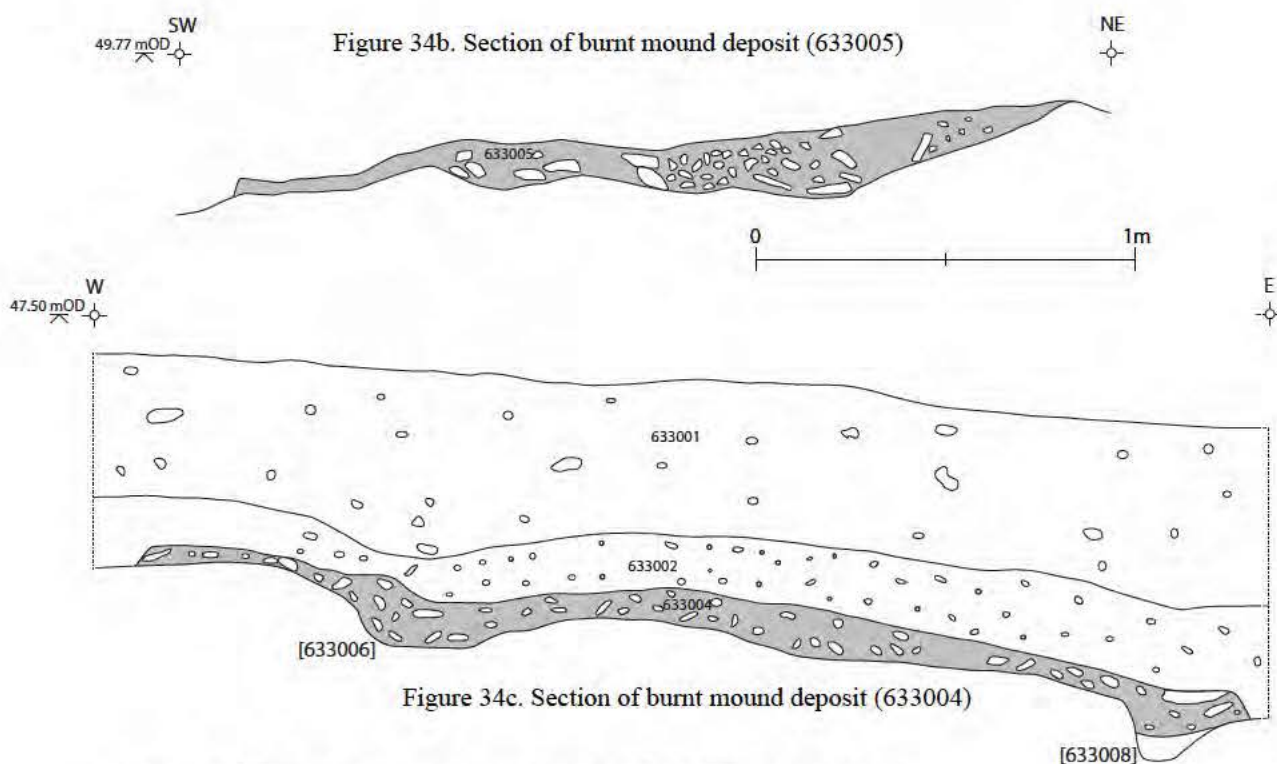 SW
NE
49.77 mOD
Figure 34b. Section of burnt mound deposit (633005)
633005
0
1m
W
E
47.50 mOD
633001
633002
633004
[633006]
Figure 34c. Section of burnt mound deposit (633004)
[633008]